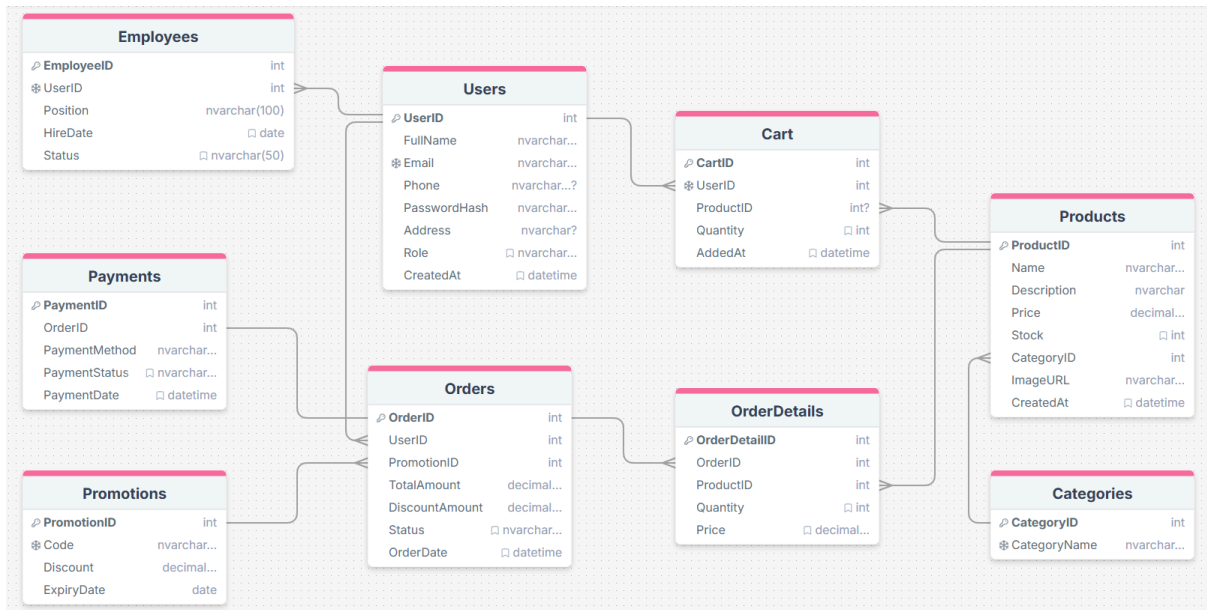 Employees
EmployeeID int
UserID int
Position nvarchar(100)
HireDate date
Status nvarchar(50)
Users
UserID int
FullName nvarchar...
Email nvarchar...
Phone nvarchar...?
PasswordHash nvarchar...
Address nvarchar?
Role nvarchar...
CreatedAt datetime
Cart
CartID int
UserID int
ProductID int?
Quantity int
AddedAt datetime
Products
ProductID int
Name nvarchar...
Description nvarchar
Price decimal...
Stock int
CategoryID int
ImageURL nvarchar...
CreatedAt datetime
Payments
PaymentID int
OrderID int
PaymentMethod nvarchar...
PaymentStatus nvarchar...
PaymentDate datetime
Orders
OrderID int
UserID int
PromotionID int
TotalAmount decimal...
DiscountAmount decimal...
Status nvarchar...
OrderDate datetime
OrderDetails
OrderDetailID int
OrderID int
ProductID int
Quantity int
Price decimal...
Promotions
PromotionID int
Code nvarchar...
Discount decimal...
ExpiryDate date
Categories
CategoryID int
CategoryName nvarchar...